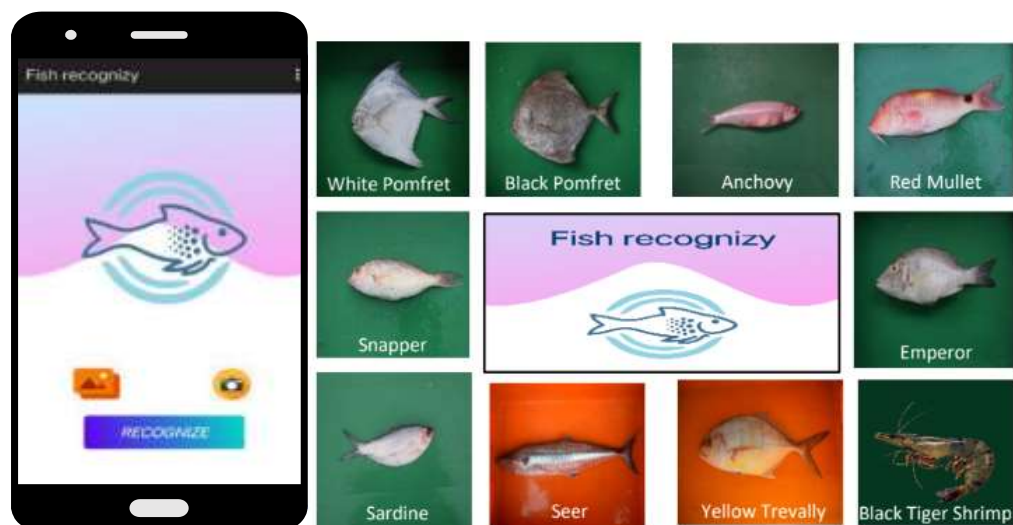 Fish recognizy
RECOGNIZE
White Pomfret
Black Pomfret
Anchovy
Red Mullet
Snapper
Fish recognizy
Emperor
Sardine
Seer
Yellow Trevally
Black Tiger Shrimp